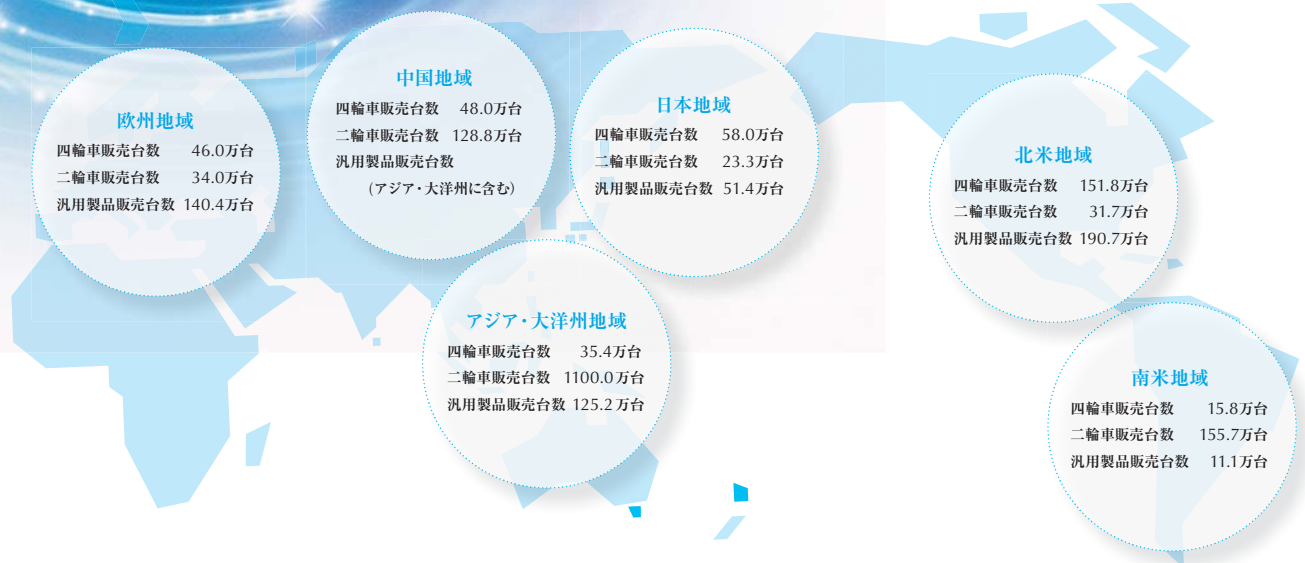 欧州地域
四輪車販売台数 46.0万台
二輪車販売台数 34.0万台
汎用製品販売台数 140.4万台
中国地域
四輪車販売台数 48.0万台
二輪車販売台数 128.8万台
汎用製品販売台数
(アジア・大洋州に含む)
日本地域
四輪車販売台数 58.0万台
二輪車販売台数 23.3万台
汎用製品販売台数 51.4万台
アジア・大洋州地域
四輪車販売台数 35.4万台
二輪車販売台数 1100.0万台
汎用製品販売台数 125.2万台
北米地域
四輪車販売台数 151.8万台
二輪車販売台数 31.7万台
汎用製品販売台数 190.7万台
南米地域
四輪車販売台数 15.8万台
二輪車販売台数 155.7万台
汎用製品販売台数 11.1万台